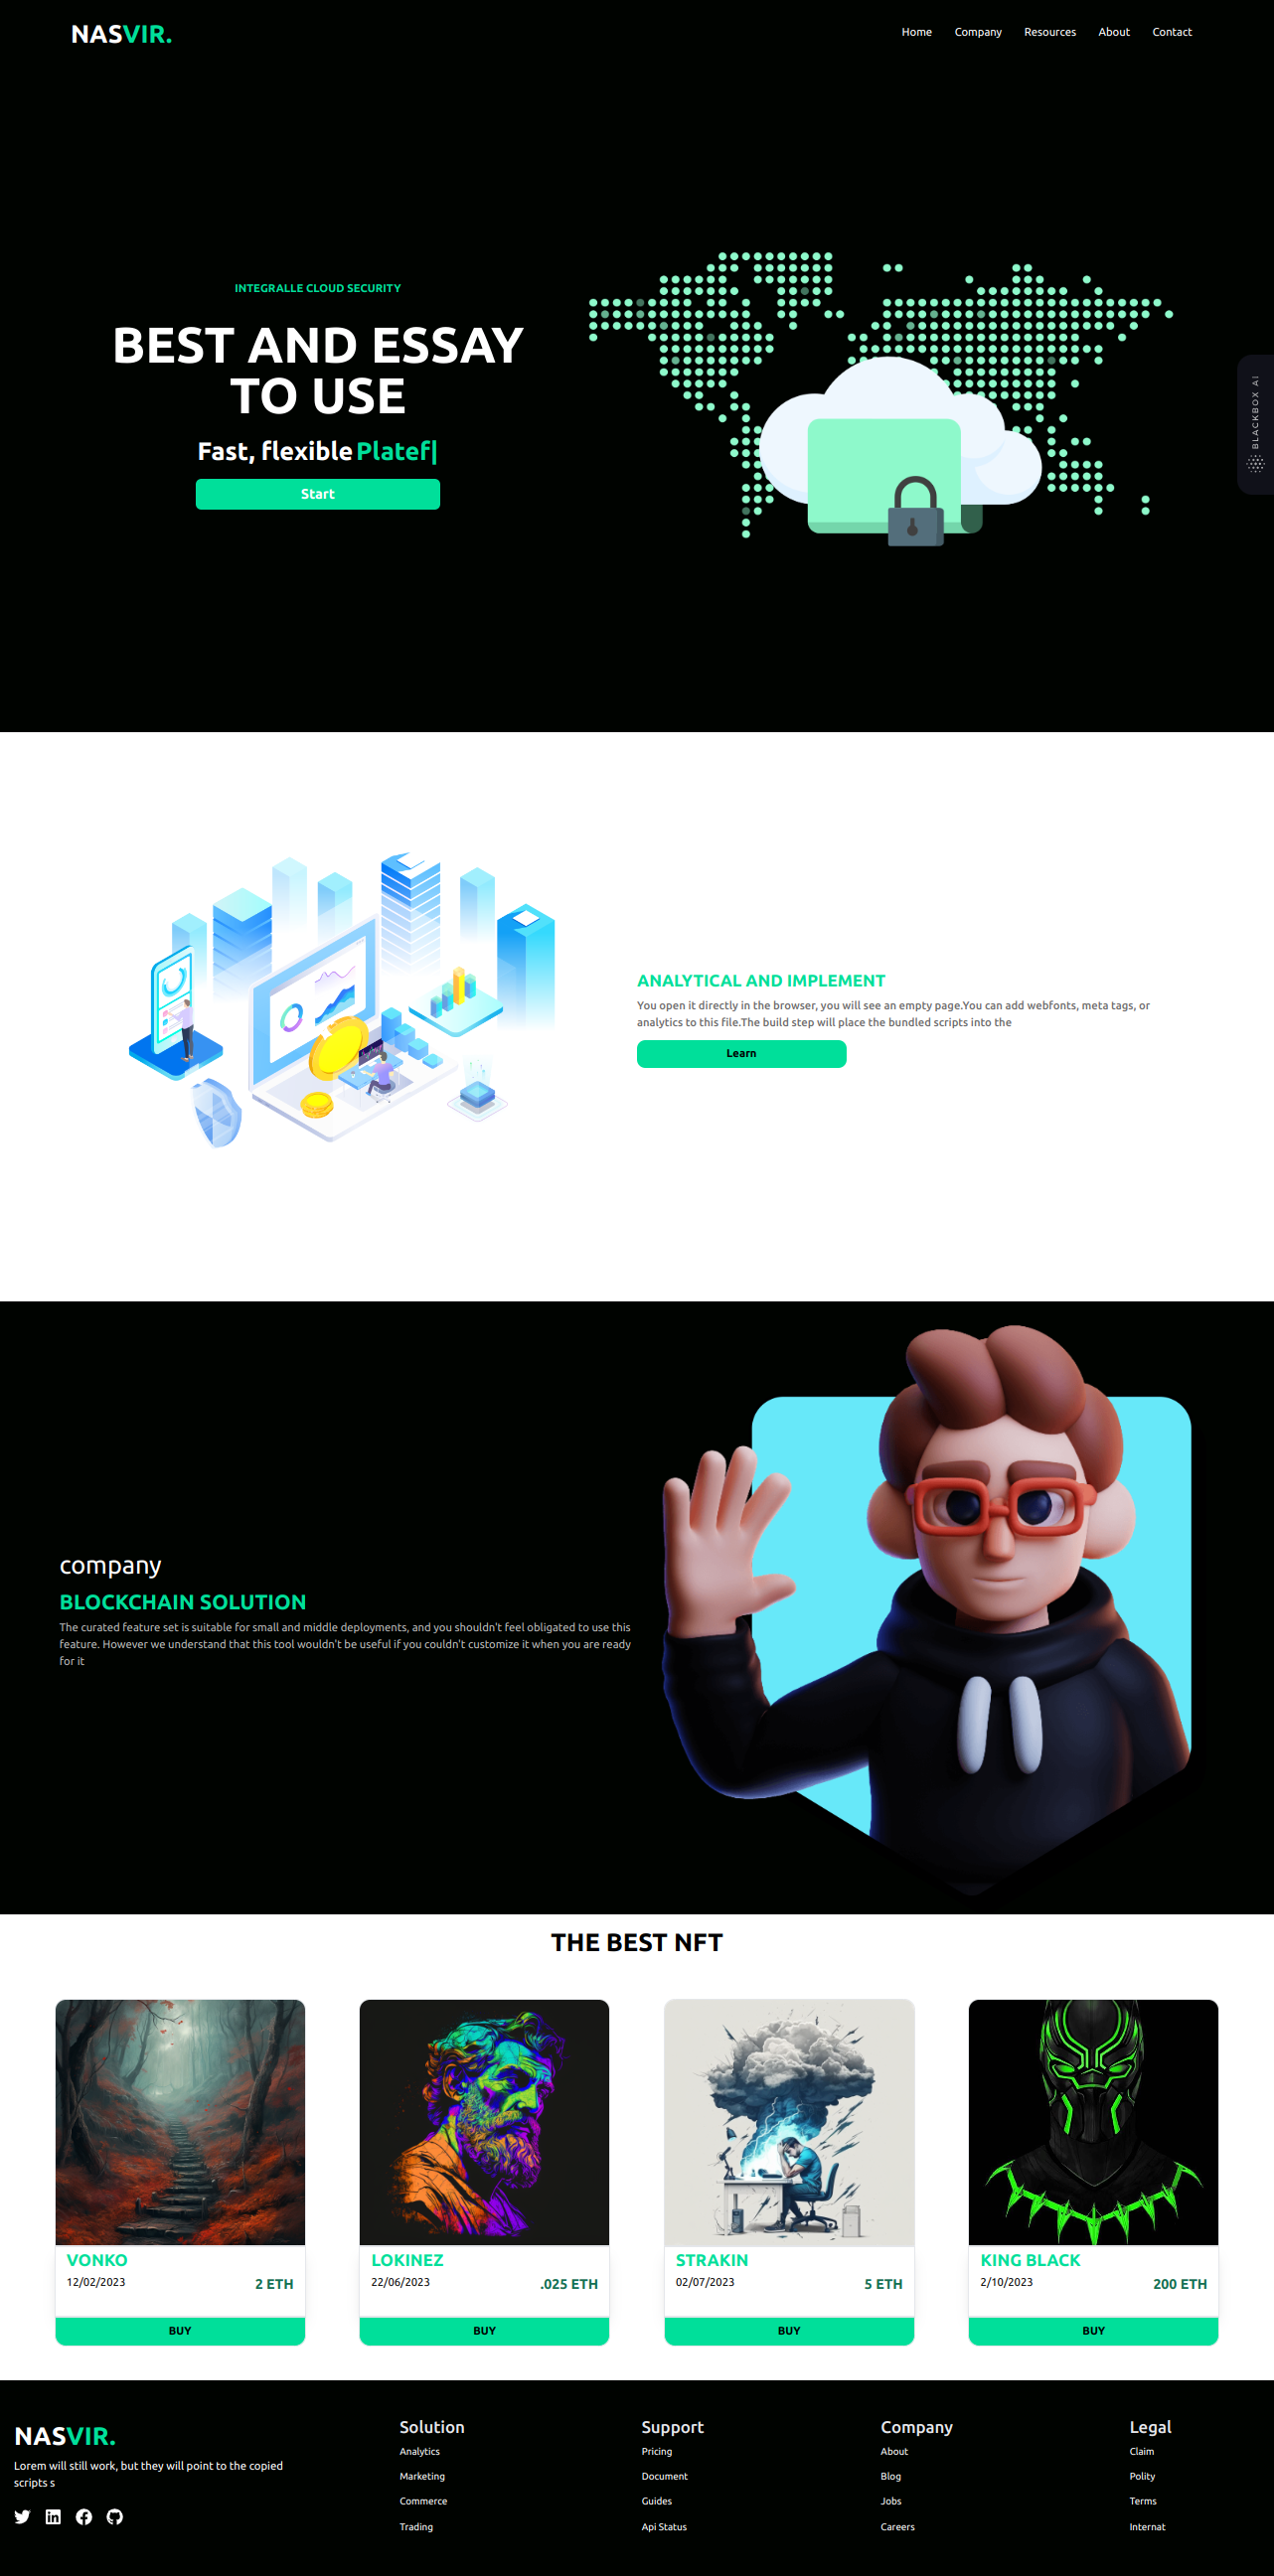 NASVIR.
Home Company Resources About Contact
INTEGRALLE CLOUD SECURITY
BEST AND ESSAY
TO USE
Fast, flexible Platef|
Start
BLACKBOX AI
ANALYTICAL AND IMPLEMENT
You open it directly in the browser, you will see an empty page.You can add webfonts, meta tags, or
analytics to this file.The build step will place the bundled scripts into the
Learn
company
BLOCKCHAIN SOLUTION
The curated feature set is suitable for small and middle deployments, and you shouldn't feel obligated to use this
feature. However we understand that this tool wouldn't be useful if you couldn't customize it when you are ready
for it
THE BEST NFT
VONKO
12/02/2023 2 ETH
BUY
LOKINEZ
22/06/2023 .025 ETH
BUY
STRAKIN
02/07/2023 5 ETH
BUY
KING BLACK
2/10/2023 200 ETH
BUY
NASVIR.
Lorem will still work, but they will point to the copied
scripts s
Solution
Analytics
Marketing
Commerce
Trading
Support
Pricing
Document
Guides
Api Status
Company
About
Blog
Jobs
Careers
Legal
Claim
Polity
Terms
Internat